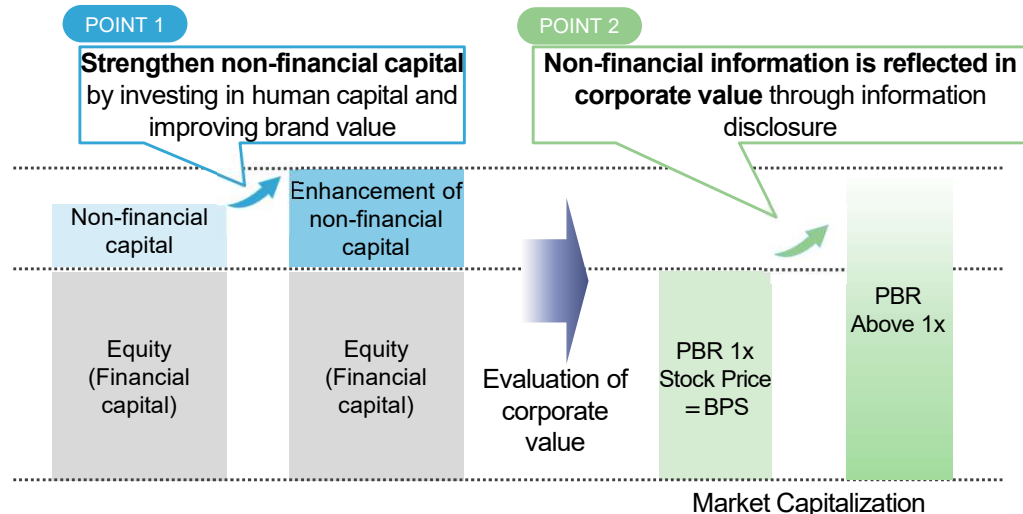 POINT 1
Strengthen non-financial capital
by investing in human capital and
improving brand value
POINT 2
Non-financial information is reflected in
corporate value through information
disclosure
Non-financial
capital
Enhancement of
non-financial
capital
Equity
(Financial
capital)
Equity
(Financial
capital)
Evaluation of
corporate
value
PBR 1x
Stock Price
=BPS
PBR
Above 1x
Market Capitalization